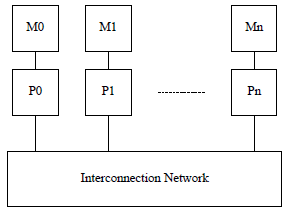 M0 M1 Mn
P0 P1 Pn
Interconnection Network